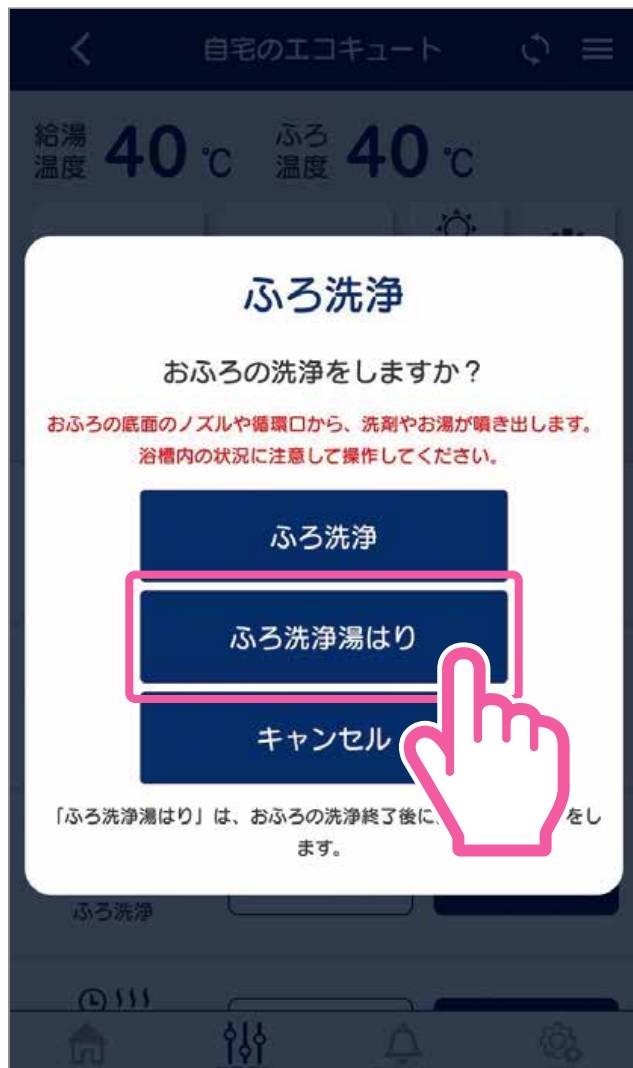 自宅のエコキュート
給湯温度 40 ℃ ふろ温度 40 ℃
ふろ洗浄
おふろの洗浄をしますか？
おふろの底面のノズルや循環口から、洗剤やお湯が噴き出します。
浴槽内の状況に注意して操作してください。
ふろ洗浄
ふろ洗浄湯はり
キャンセル
「ふろ洗浄湯はり」は、おふろの洗浄終了後に、 をし
ます。
ふろ洗浄